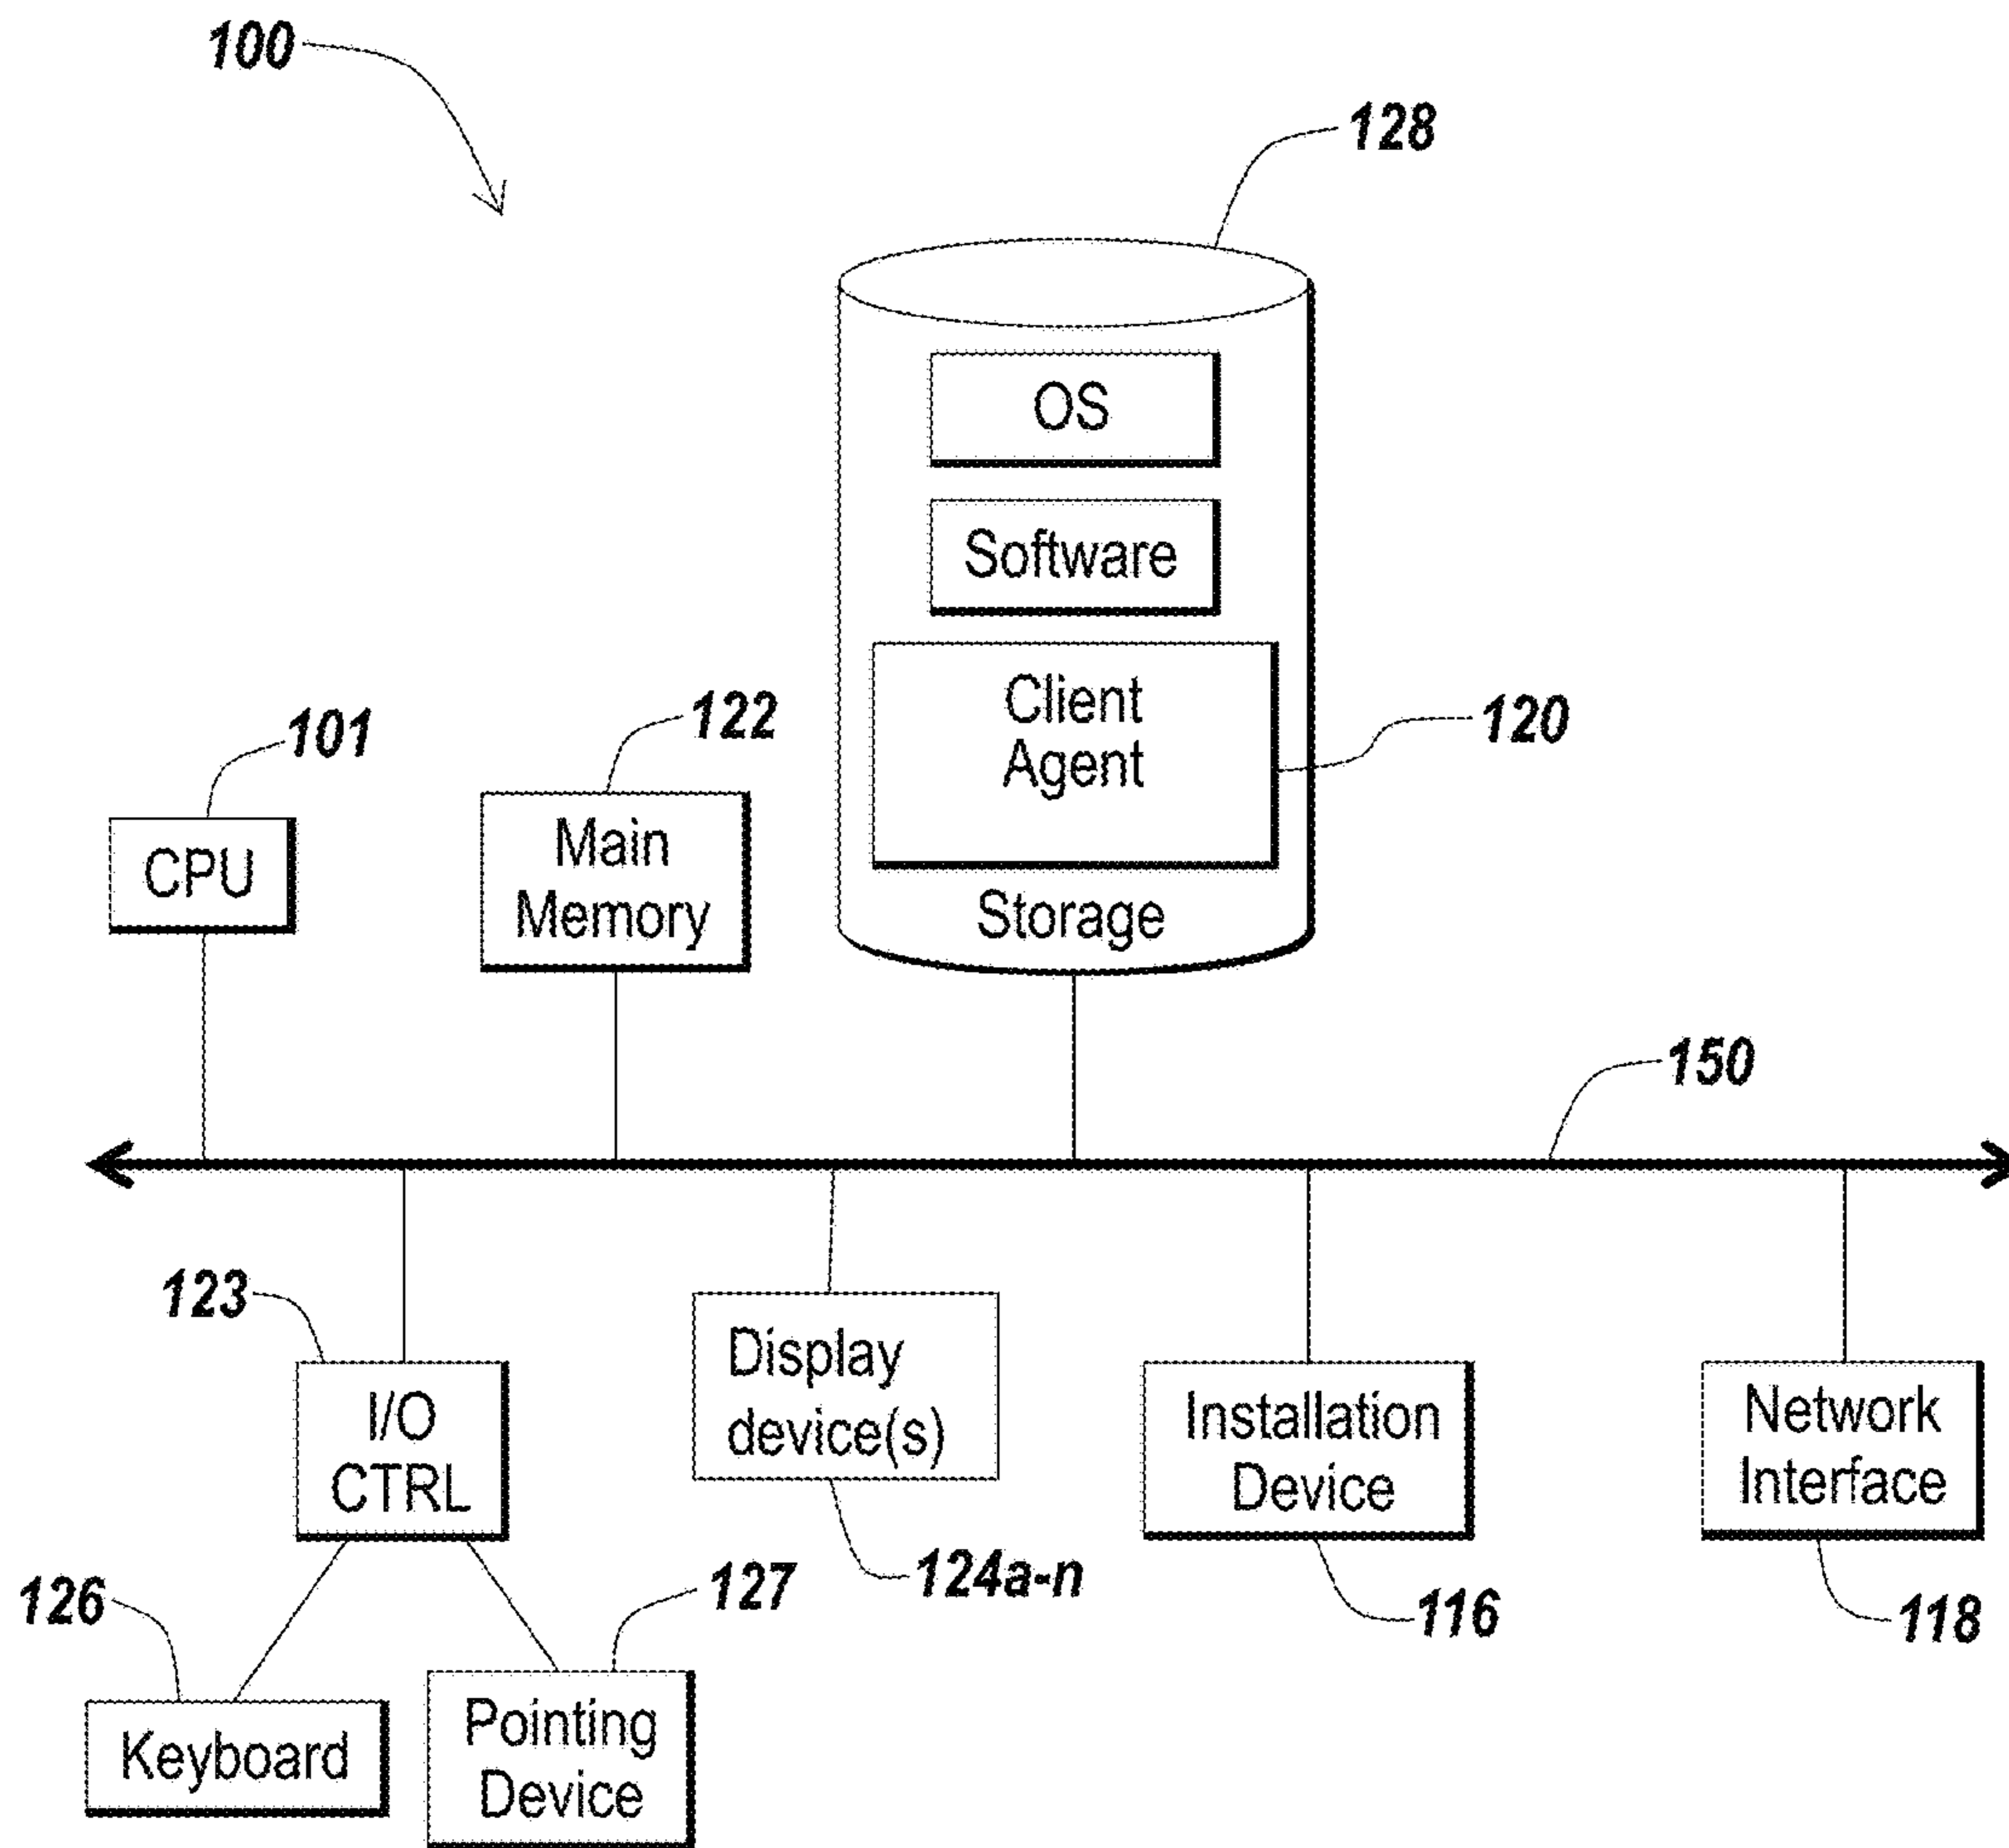 100
128
OS
Software
Client
Agent
120
Storage
101
CPU
122
Main
Memory
150
123
I/O
CTRL
Display
device(s)
124a-n
Installation
Device
116
Network
Interface
118
126
Keyboard
127
Pointing
Device